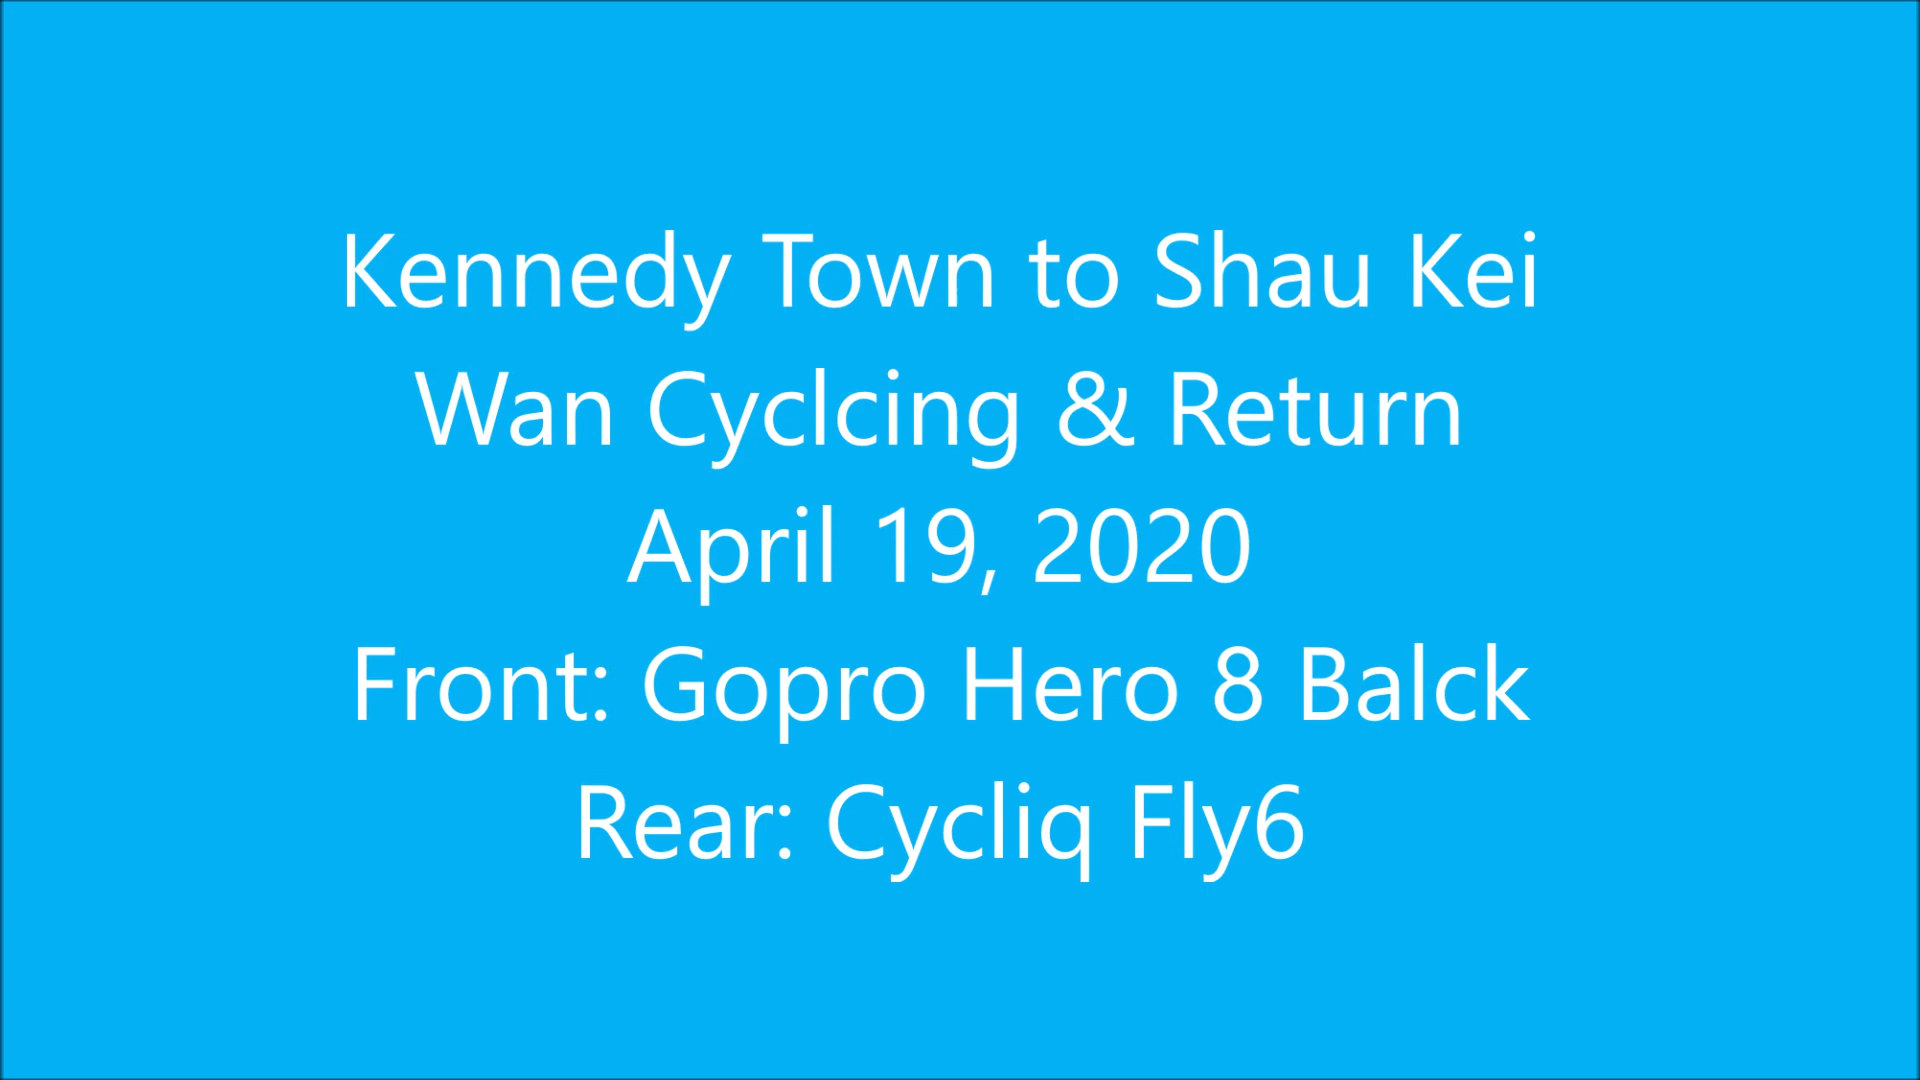 Kennedy Town to Shau Kei
Wan Cyclcing & Return
April 19, 2020
Front: Gopro Hero 8 Balck
Rear: Cycliq Fly6